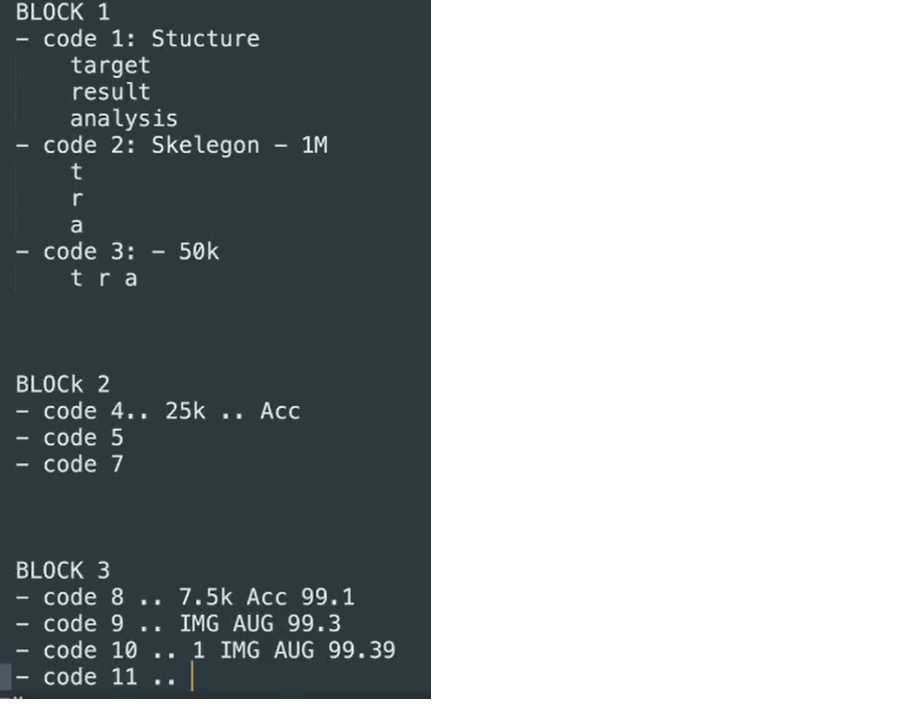 BLOCK 1
– code 1: Stucture
target
result
analysis
– code 2: Skelegon – 1M
t
r
a
– code 3: – 50k
t r a
BLOCk 2
– code 4.. 25k .. Acc
– code 5
– code 7
BLOCK 3
– code 8 .. 7.5k Acc 99.1
– code 9 .. IMG AUG 99.3
– code 10 .. 1 IMG AUG 99.39
– code 11 ..